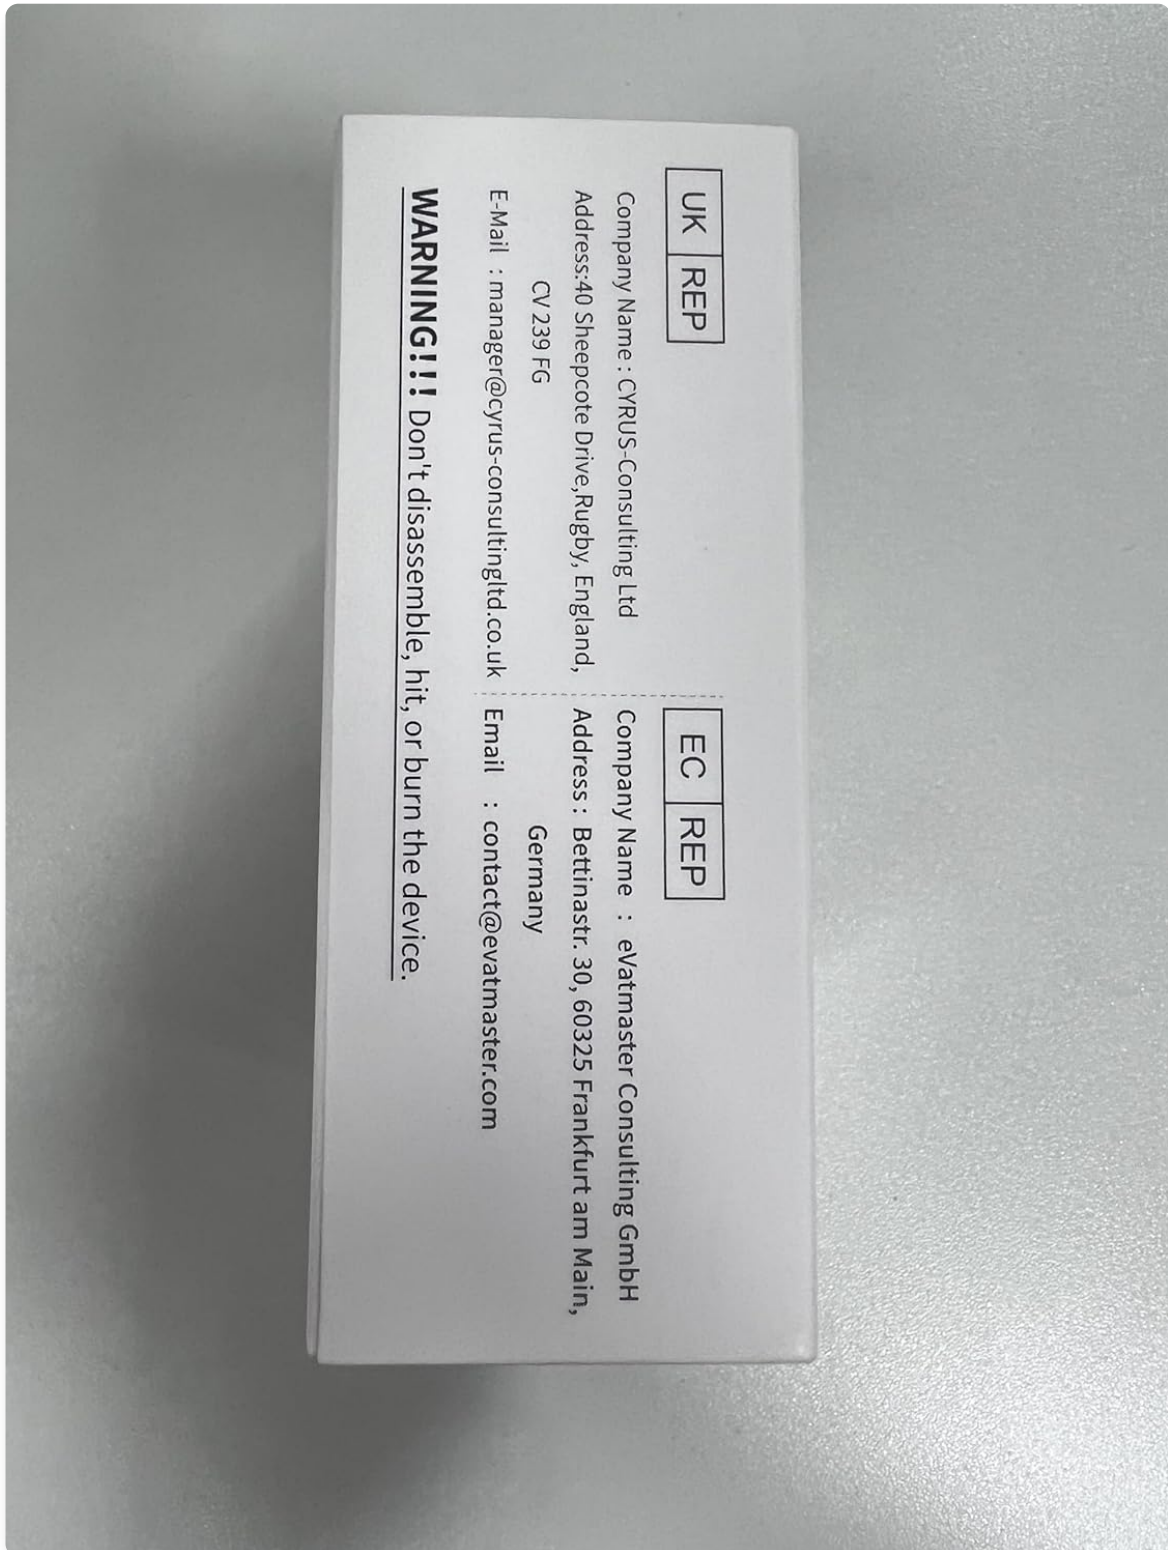 UK REP
Company Name : CYRUS-Consulting Ltd
Address:40 Sheepcote Drive,Rugby, England,
CV 239 FG
E-Mail : manager@cyrus-consultingltd.co.uk
EC REP
Company Name : eVatmaster Consulting GmbH
Address : Bettinastr. 30, 60325 Frankfurt am Main,
Germany
Email : contact@evatmaster.com
WARNING!!! Don't disassemble, hit, or burn the device.